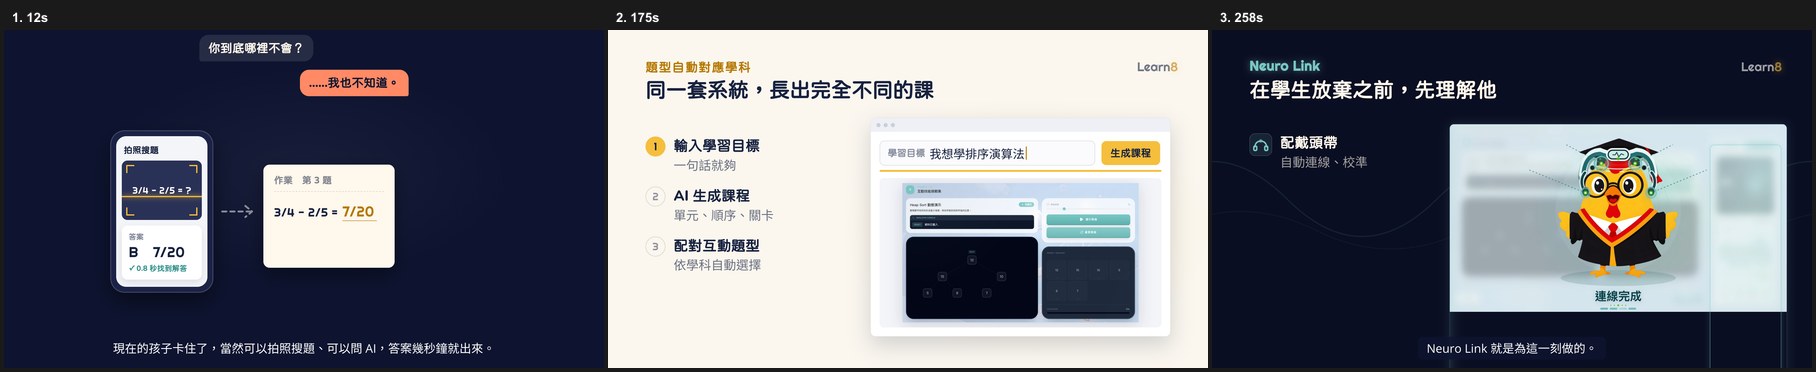 1. 12s
你到底哪裡不會？
……我也不知道。
拍照搜題
3/4 − 2/5 = ?
答案
B 7/20
✓ 0.8 秒找到解答
作業 第 3 題
3/4 − 2/5 = 7/20
現在的孩子卡住了，當然可以拍照搜題、可以問 AI，答案幾秒鐘就出來。
2. 175s
題型自動對應學科
Learn8
同一套系統，長出完全不同的課
1 輸入學習目標
一句話就夠
2 AI 生成課程
單元、順序、關卡
3 配對互動題型
依學科自動選擇
學習目標 我想學排序演算法
生成課程
3. 258s
Neuro Link
Learn8
在學生放棄之前，先理解他
配戴頭帶
自動連線、校準
連線完成
Neuro Link 就是為這一刻做的。